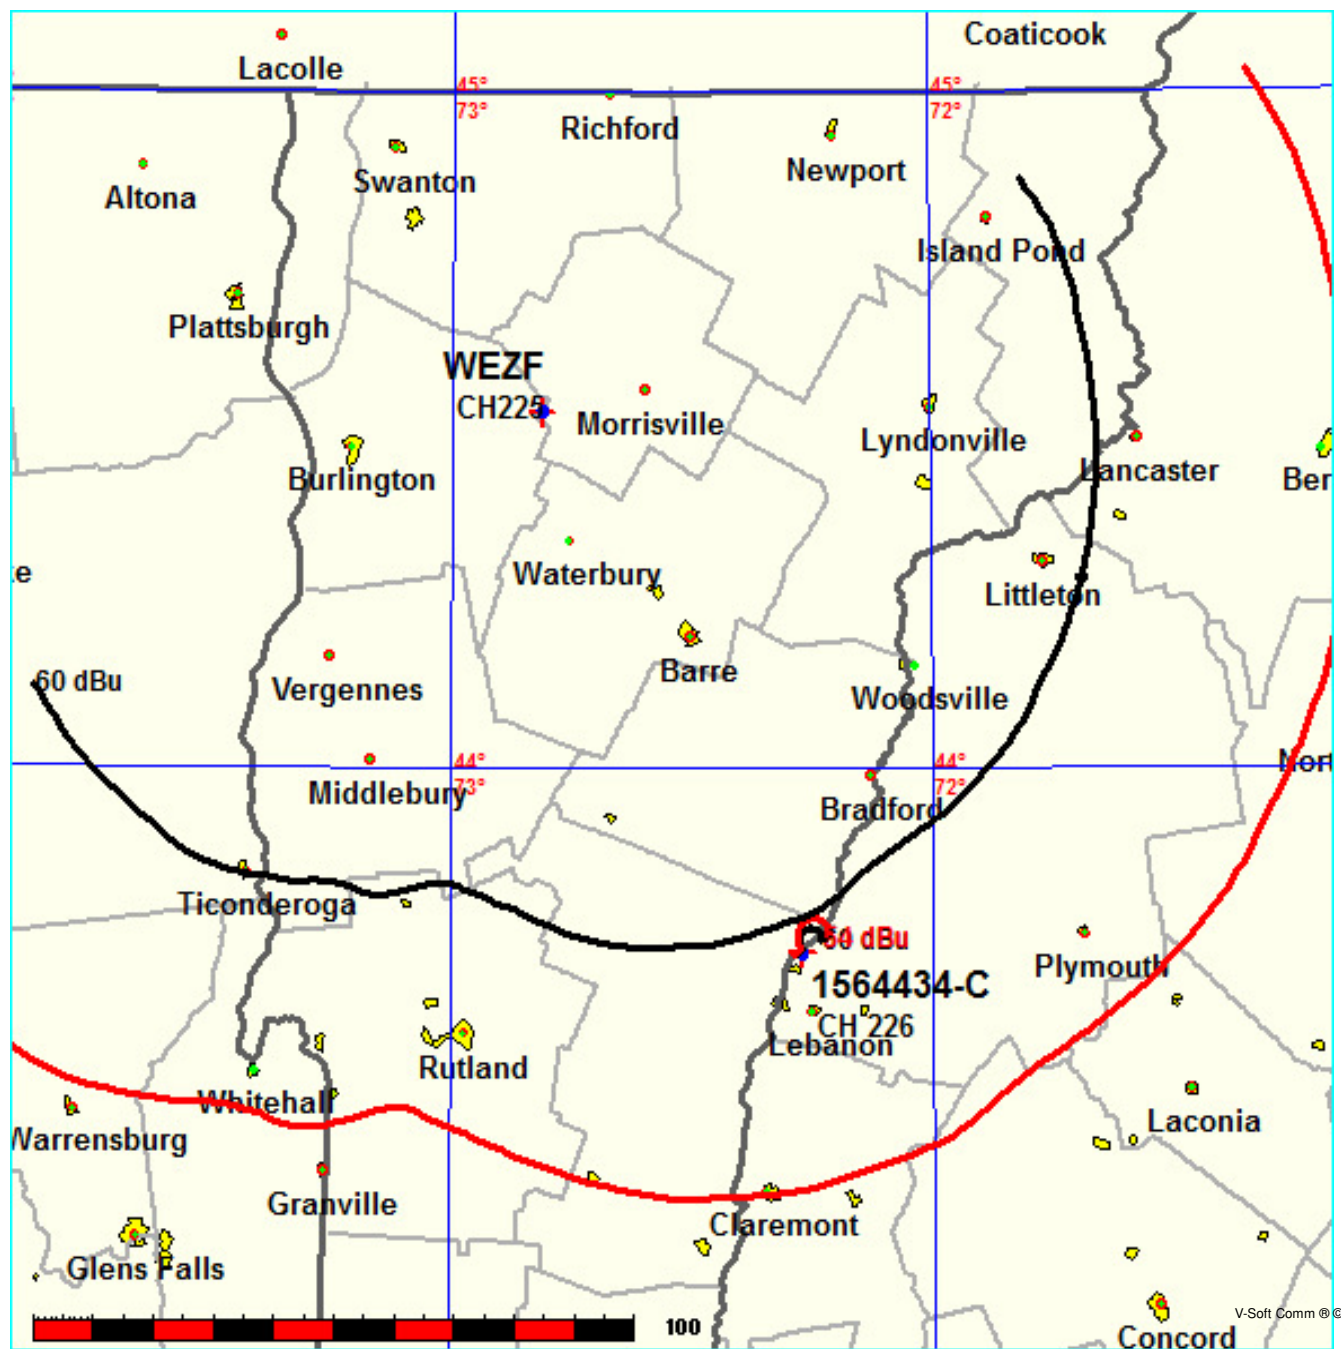 Coaticook
Lacolle
45°
73°
45°
72°
Richford
Newport
Swanton
Altona
Island Pond
Plattsburgh
WEZF
CH225
Morrisville
Lyndonville
Burlington
Lancaster
Ber
e
Waterbury
Littleton
Barre
60 dBu
Vergennes
Woodsville
44°
73°
44°
72°
Nort
Middlebury
Bradford
Ticonderoga
dBu
1564434-C
CH 226
Plymouth
Lebanon
Rutland
Whitehall
Warrensburg
Laconia
Granville
Claremont
Glens Falls
100
V-Soft Comm ® ©
Concord